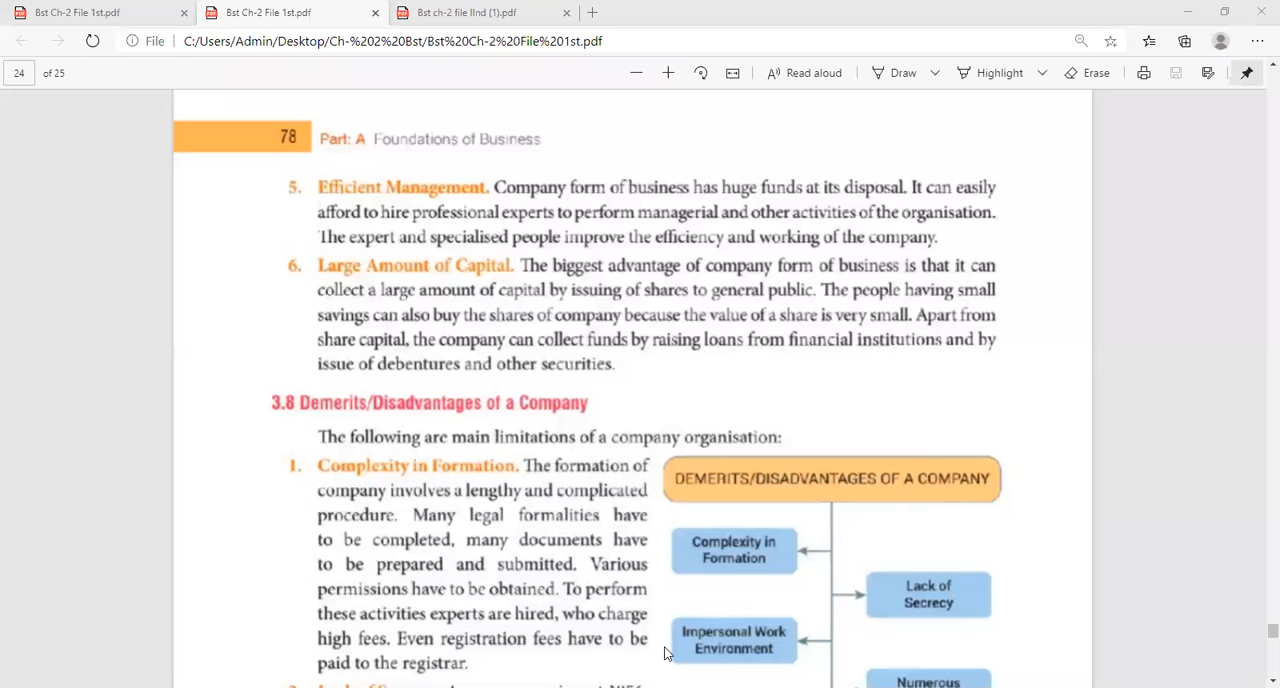 Bst Ch-2 File 1st.pdf
Bst Ch-2 File 1st.pdf
Bst ch-2 file IInd (1).pdf
File
C:/Users/Admin/Desktop/Ch-%202%20Bst/Bst%20Ch-2%20File%201st.pdf
24 of 25
Read aloud
Draw
Highlight
Erase
78 Part: A Foundations of Business
5. Efficient Management. Company form of business has huge funds at its disposal. It can easily
afford to hire professional experts to perform managerial and other activities of the organisation.
The expert and specialised people improve the efficiency and working of the company.
6. Large Amount of Capital. The biggest advantage of company form of business is that it can
collect a large amount of capital by issuing of shares to general public. The people having small
savings can also buy the shares of company because the value of a share is very small. Apart from
share capital, the company can collect funds by raising loans from financial institutions and by
issue of debentures and other securities.
3.8 Demerits/Disadvantages of a Company
The following are main limitations of a company organisation:
1. Complexity in Formation. The formation of
company involves a lengthy and complicated
procedure. Many legal formalities have
to be completed, many documents have
to be prepared and submitted. Various
permissions have to be obtained. To perform
these activities experts are hired, who charge
high fees. Even registration fees have to be
paid to the registrar.
DEMERITS/DISADVANTAGES OF A COMPANY
Complexity in
Formation
Lack of
Secrecy
Impersonal Work
Environment
Numerous